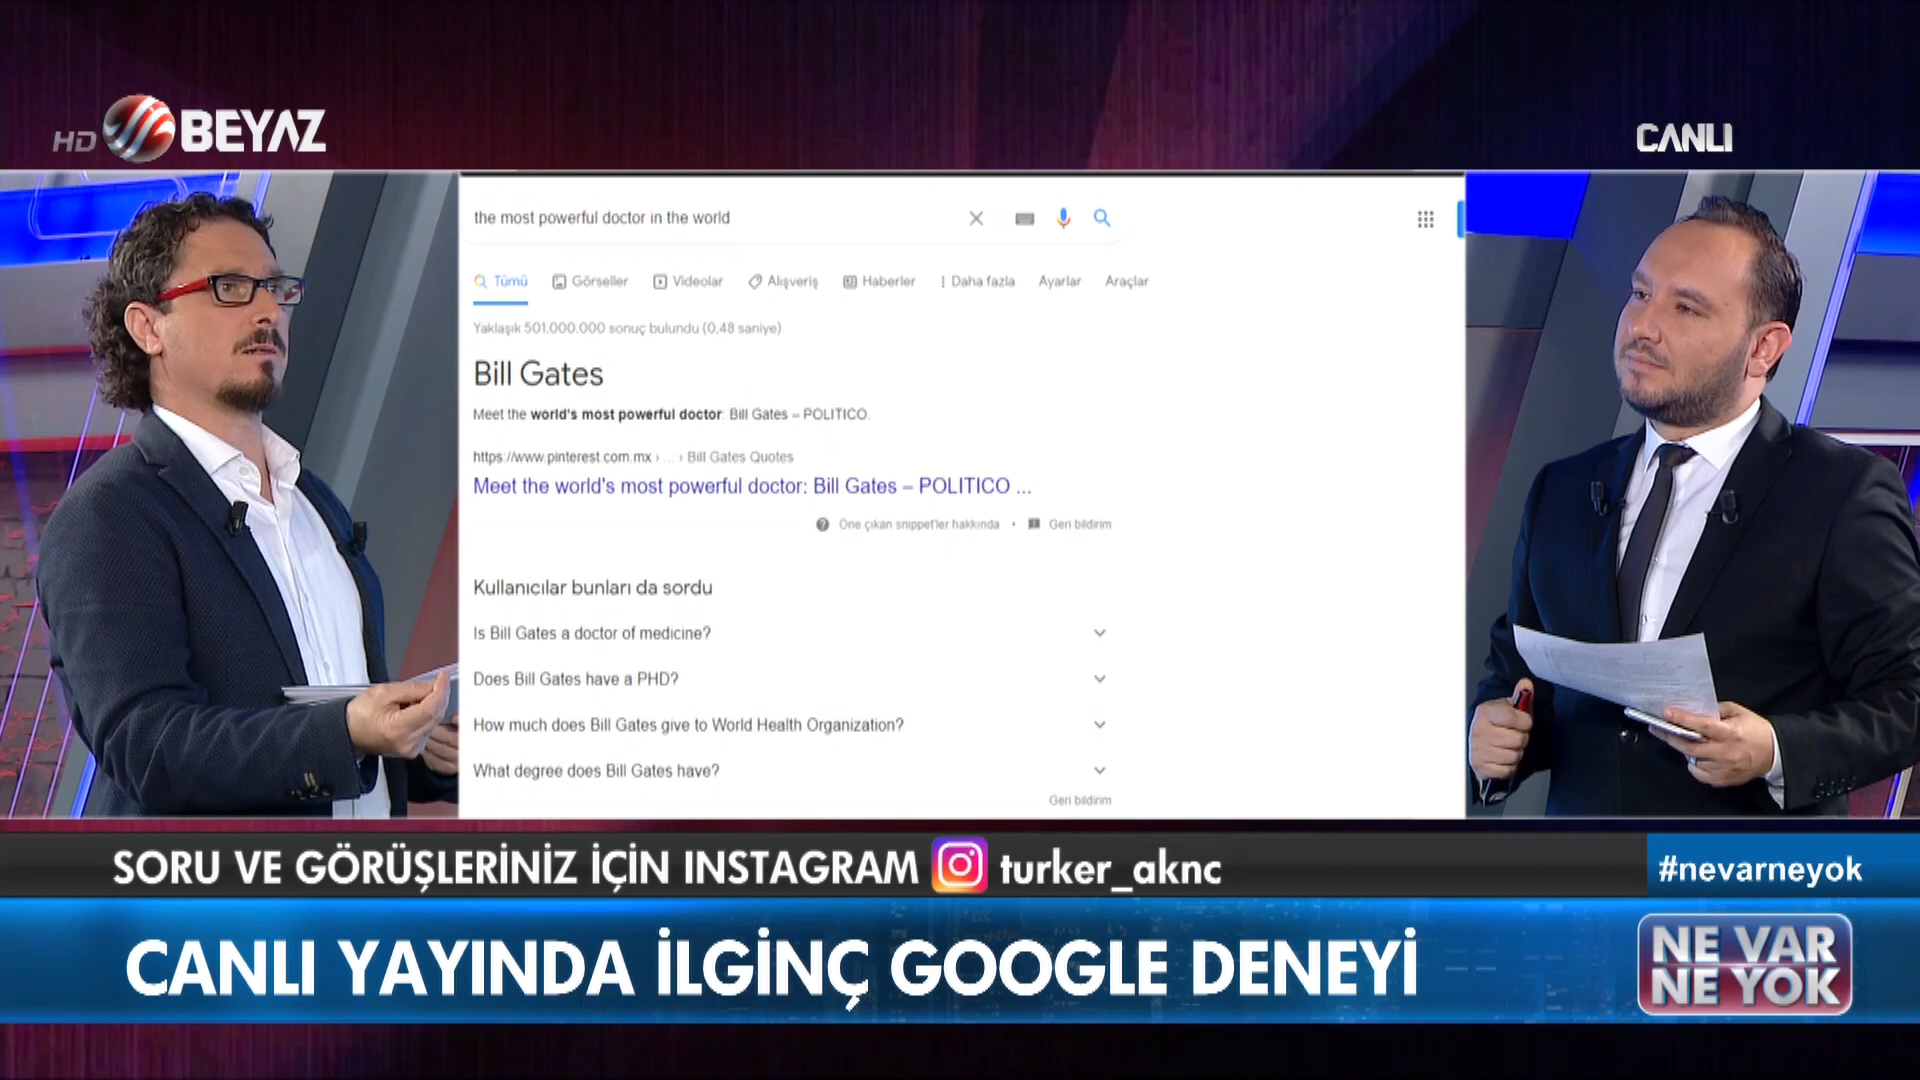 HD BEYAZ
CANLI
the most powerful doctor in the world
Tümü Görseller Videolar Alışveriş Haberler Daha fazla Ayarlar Araçlar
Yaklaşık 501.000.000 sonuç bulundu (0,48 saniye)
Bill Gates
Meet the world's most powerful doctor: Bill Gates – POLITICO.
https://www.pinterest.com.mx › ... › Bill Gates Quotes
Meet the world's most powerful doctor: Bill Gates – POLITICO ...
Öne çıkan snippet'ler hakkında • Geri bildirim
Kullanıcılar bunları da sordu
Is Bill Gates a doctor of medicine?
Does Bill Gates have a PHD?
How much does Bill Gates give to World Health Organization?
What degree does Bill Gates have?
Geri bildirim
SORU VE GÖRÜŞLERİNİZ İÇİN INSTAGRAM turker_aknc
#nevarneyok
CANLI YAYINDA İLGİNÇ GOOGLE DENEYİ
NE VAR
NE YOK